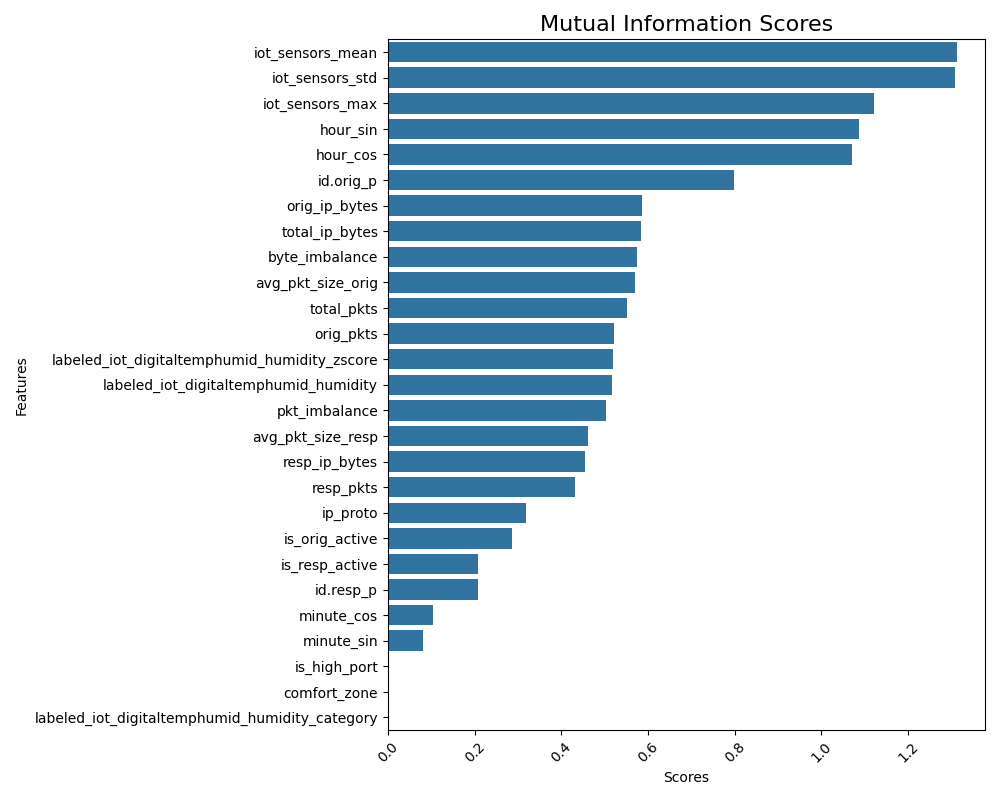 Mutual Information Scores
iot_sensors_mean
iot_sensors_std
iot_sensors_max
hour_sin
hour_cos
id.orig_p
orig_ip_bytes
total_ip_bytes
byte_imbalance
avg_pkt_size_orig
total_pkts
orig_pkts
labeled_iot_digitaltemphumid_humidity_zscore
labeled_iot_digitaltemphumid_humidity
pkt_imbalance
avg_pkt_size_resp
resp_ip_bytes
resp_pkts
ip_proto
is_orig_active
is_resp_active
id.resp_p
minute_cos
minute_sin
is_high_port
comfort_zone
labeled_iot_digitaltemphumid_humidity_category
Features
0.0 0.2 0.4 0.6 0.8 1.0 1.2
Scores